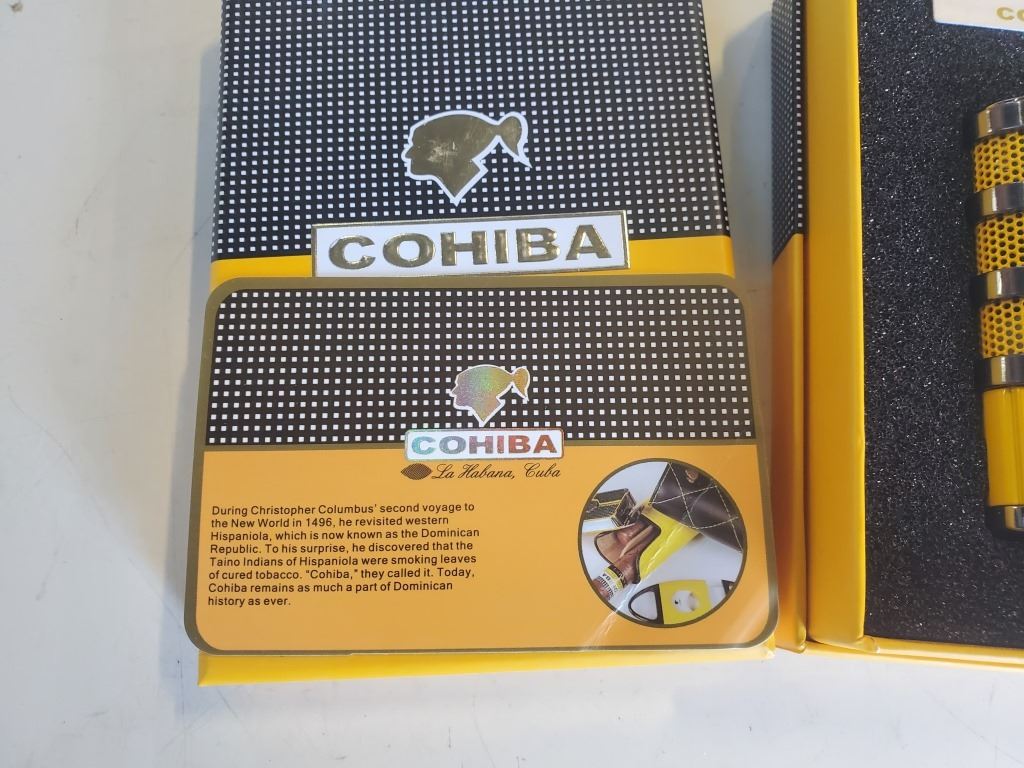 COHIBA
COHIBA
La Habana, Cuba
During Christopher Columbus' second voyage to
the New World in 1496, he revisited western
Hispaniola, which is now known as the Dominican
Republic. To his surprise, he discovered that the
Taino Indians of Hispaniola were smoking leaves
of cured tobacco. "Cohiba," they called it. Today,
Cohiba remains as much a part of Dominican
history as ever.
CO